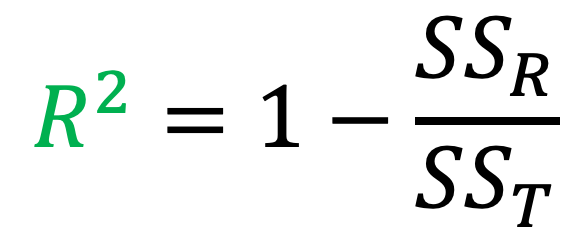 R² = 1 − SS_R / SS_T